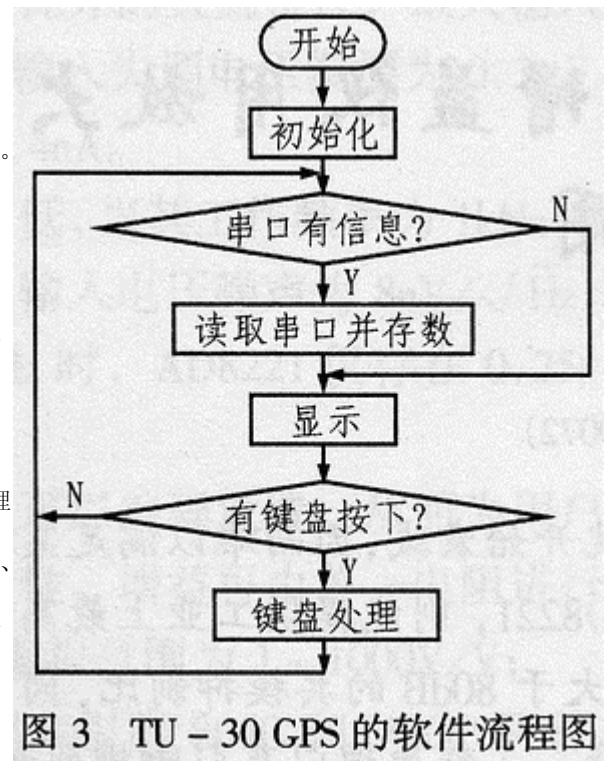 开始
初始化
。
串口有信息?
N
Y
读取串口并存数
显示
理
N
有键盘按下?
、
Y
键盘处理
图 3 TU－30 GPS 的软件流程图